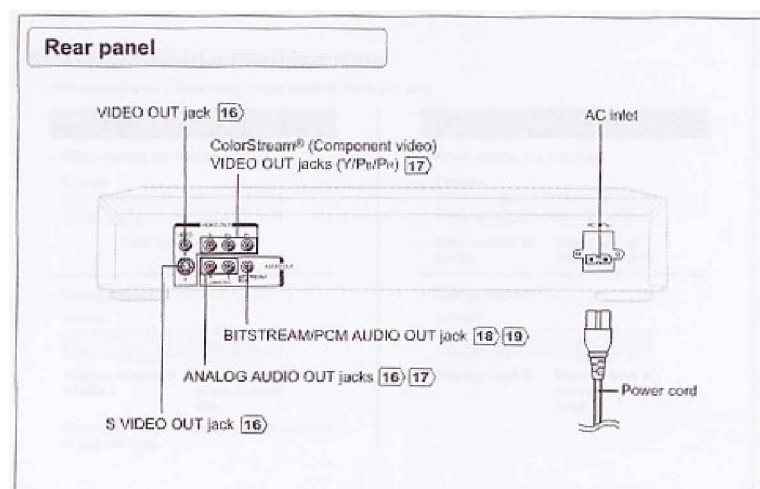 Rear panel
VIDEO OUT jack 16
AC inlet
ColorStream® (Component video)
VIDEO OUT jacks (Y/PB/PR) 17
BITSTREAM/PCM AUDIO OUT jack 18 19
ANALOG AUDIO OUT jacks 16 17
Power cord
S VIDEO OUT jack 16